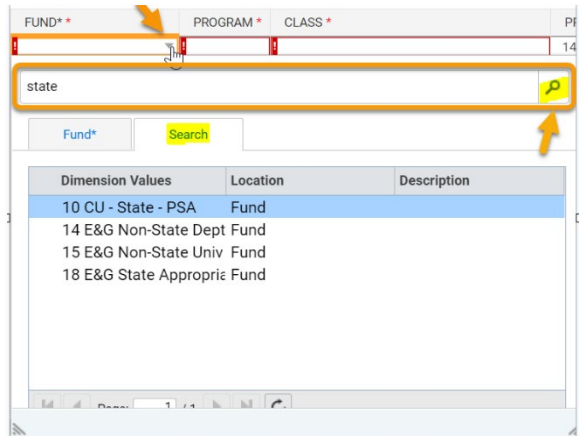 FUND* * PROGRAM * CLASS *
! ! ! 14
state
Fund* Search
Dimension Values Location Description
10 CU - State - PSA Fund
14 E&G Non-State Dept Fund
15 E&G Non-State Univ Fund
18 E&G State Appropria Fund
Page: 1 / 1